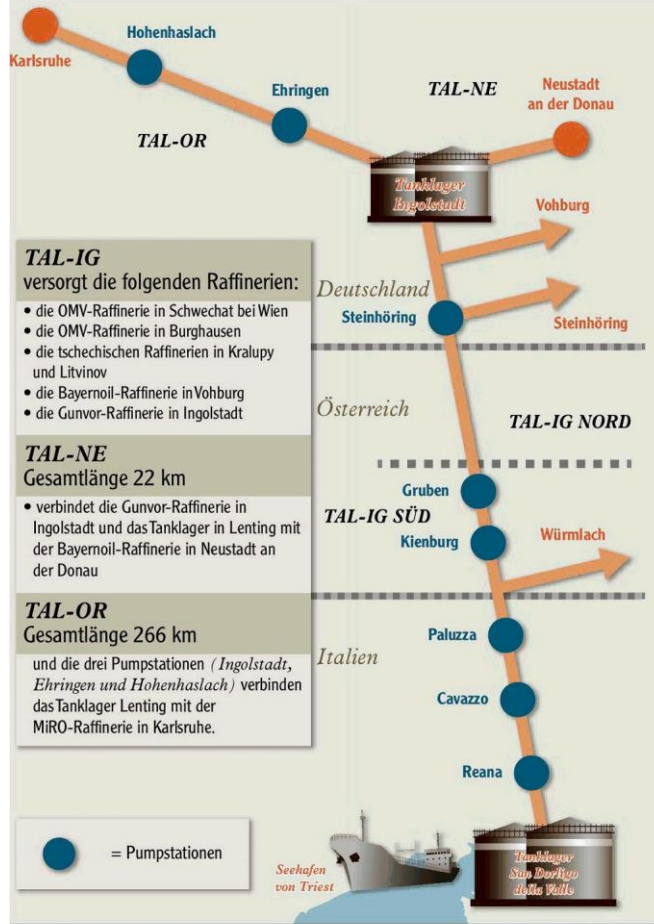 Karlsruhe
Hohenhaslach
Ehringen
TAL-OR
TAL-NE
Neustadt
an der Donau
Tanklager
Ingolstadt
Vohburg
TAL-IG
versorgt die folgenden Raffinerien:
• die OMV-Raffinerie in Schwechat bei Wien
• die OMV-Raffinerie in Burghausen
• die tschechischen Raffinerien in Kralupy
und Litvinov
• die Bayernoil-Raffinerie in Vohburg
• die Gunvor-Raffinerie in Ingolstadt
Deutschland
Steinhöring
Steinhöring
Österreich
TAL-IG NORD
TAL-NE
Gesamtlänge 22 km
• verbindet die Gunvor-Raffinerie in
Ingolstadt und das Tanklager in Lenting mit
der Bayernoil-Raffinerie in Neustadt an
der Donau
Gruben
TAL-IG SÜD
Kienburg
Würmlach
TAL-OR
Gesamtlänge 266 km
und die drei Pumpstationen (Ingolstadt,
Ehringen und Hohenhaslach) verbinden
das Tanklager Lenting mit der
MiRO-Raffinerie in Karlsruhe.
Italien
Paluzza
Cavazzo
Reana
= Pumpstationen
Seehafen
von Triest
Tanklager
San Dorligo
della Valle